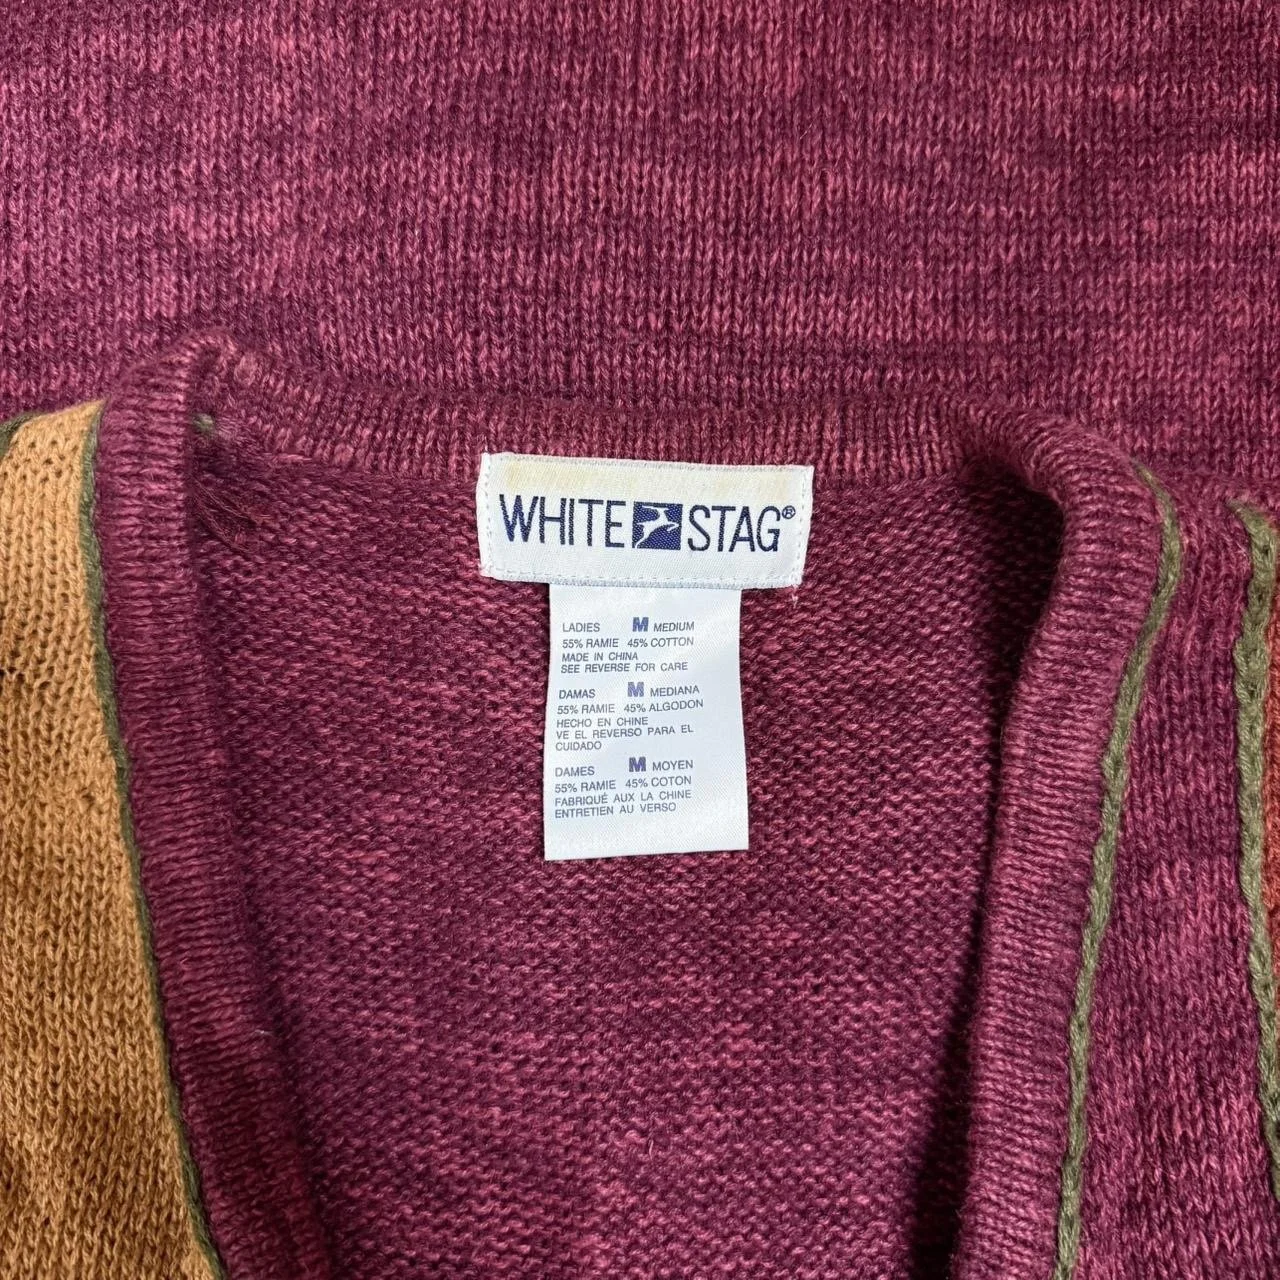 WHITE STAG®
LADIES M MEDIUM
55% RAMIE 45% COTTON
MADE IN CHINA
SEE REVERSE FOR CARE
DAMAS M MEDIANA
55% RAMIE 45% ALGODON
HECHO EN CHINE
VE EL REVERSO PARA EL
CUIDADO
DAMES M MOYEN
55% RAMIE 45% COTON
FABRIQUÉ AUX LA CHINE
ENTRETIEN AU VERSO